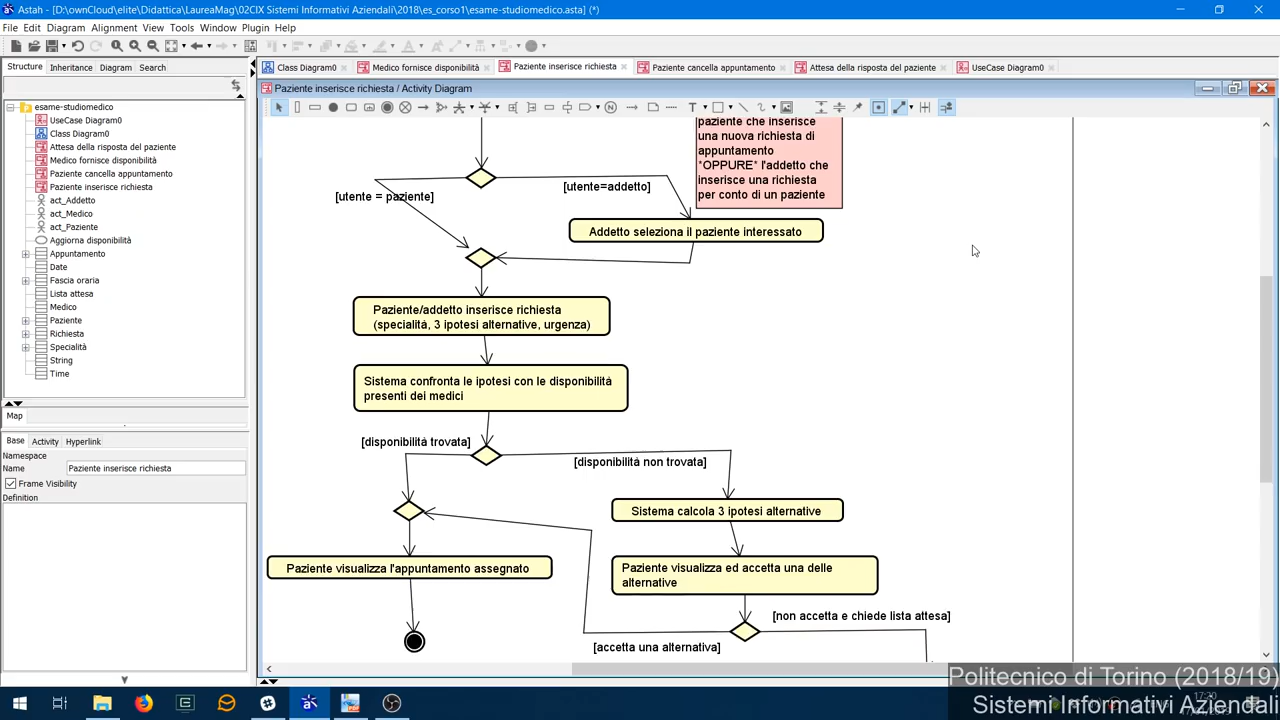 Astah - [D:\ownCloud\elite\Didattica\LaureaMag\02CIX Sistemi Informativi Aziendali\2018\es_corso1\esame-studiomedico.asta] (*)
File Edit Diagram Alignment View Tools Window Plugin Help
Structure Inheritance Diagram Search
Class Diagram0 Medico fornisce disponibilità Paziente inserisce richiesta Paziente cancella appuntamento Attesa della risposta del paziente UseCase Diagram0
Paziente inserisce richiesta / Activity Diagram
esame-studiomedico
UseCase Diagram0
Class Diagram0
Attesa della risposta del paziente
Medico fornisce disponibilità
Paziente cancella appuntamento
Paziente inserisce richiesta
act_Addetto
act_Medico
act_Paziente
Aggiorna disponibilità
Appuntamento
Date
Fascia oraria
Lista attesa
Medico
Paziente
Richiesta
Specialità
String
Time
Map
Base Activity Hyperlink
Namespace
Name Paziente inserisce richiesta
Frame Visibility
Definition
paziente che inserisce
una nuova richiesta di
appuntamento
*OPPURE* l'addetto che
inserisce una richiesta
per conto di un paziente
[utente = paziente]
[utente=addetto]
Addetto seleziona il paziente interessato
Paziente/addetto inserisce richiesta
(specialità, 3 ipotesi alternative, urgenza)
Sistema confronta le ipotesi con le disponibilità
presenti dei medici
[disponibilità trovata]
[disponibilità non trovata]
Sistema calcola 3 ipotesi alternative
Paziente visualizza l'appuntamento assegnato
Paziente visualizza ed accetta una delle
alternative
[non accetta e chiede lista attesa]
[accetta una alternativa]
Politecnico di Torino (2018/19)
Sistemi Informativi Aziendali